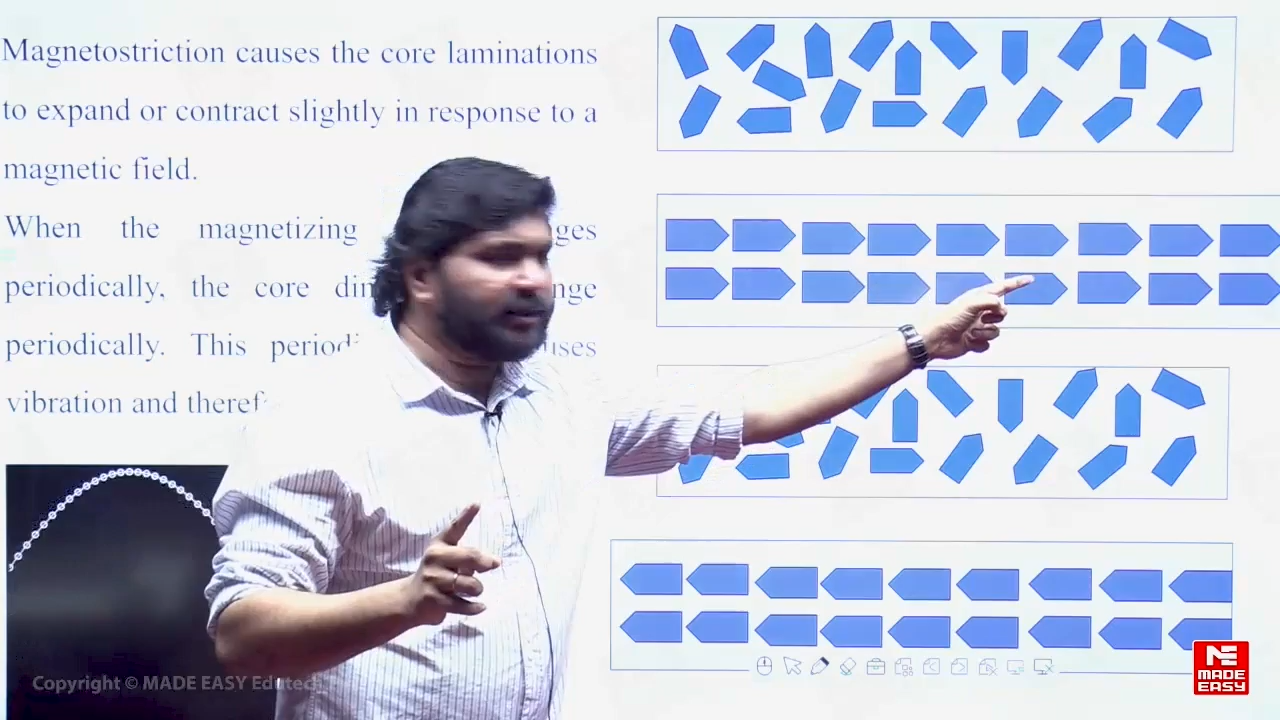 Magnetostriction causes the core laminations
to expand or contract slightly in response to a
magnetic field.
When the magnetizing
periodically, the core
periodically. This
vibration and
Copyright © MADE EASY
MADE
EASY